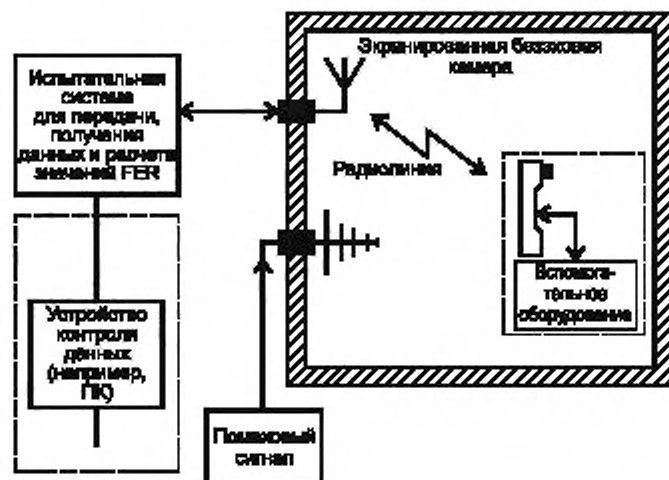 Экранированная безэховая
камера
Испытательная
система
для передачи,
получения
данных и расчета
значений FER
Радиолиния
Вспомога-
тельное
оборудование
Устройство
контроля
данных
(например,
ПК)
Помеховый
сигнал